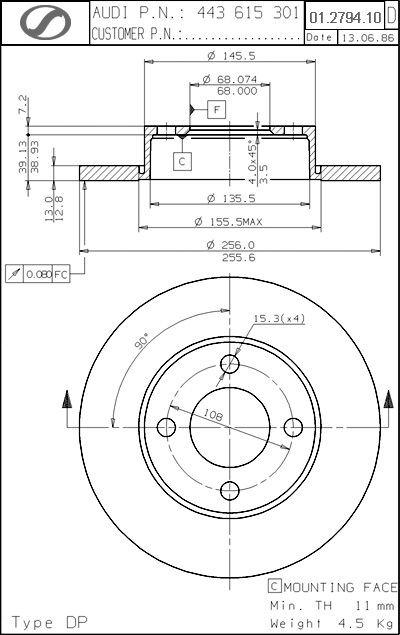 AUDI P.N.: 443 615 301
CUSTOMER P.N.:..................
01.2794.10 D
Date 13.06.86
Ø 145.5
Ø 68.074
68.000
F
7.2
39.13
38.93
C
4.0x45°
3.5
13.0
12.8
Ø 135.5
Ø 155.5MAX
Ø 256.0
255.6
0.080 FC
15.3(x4)
90°
108
C MOUNTING FACE
Min. TH 11 mm
Type DP
Weight 4.5 Kg